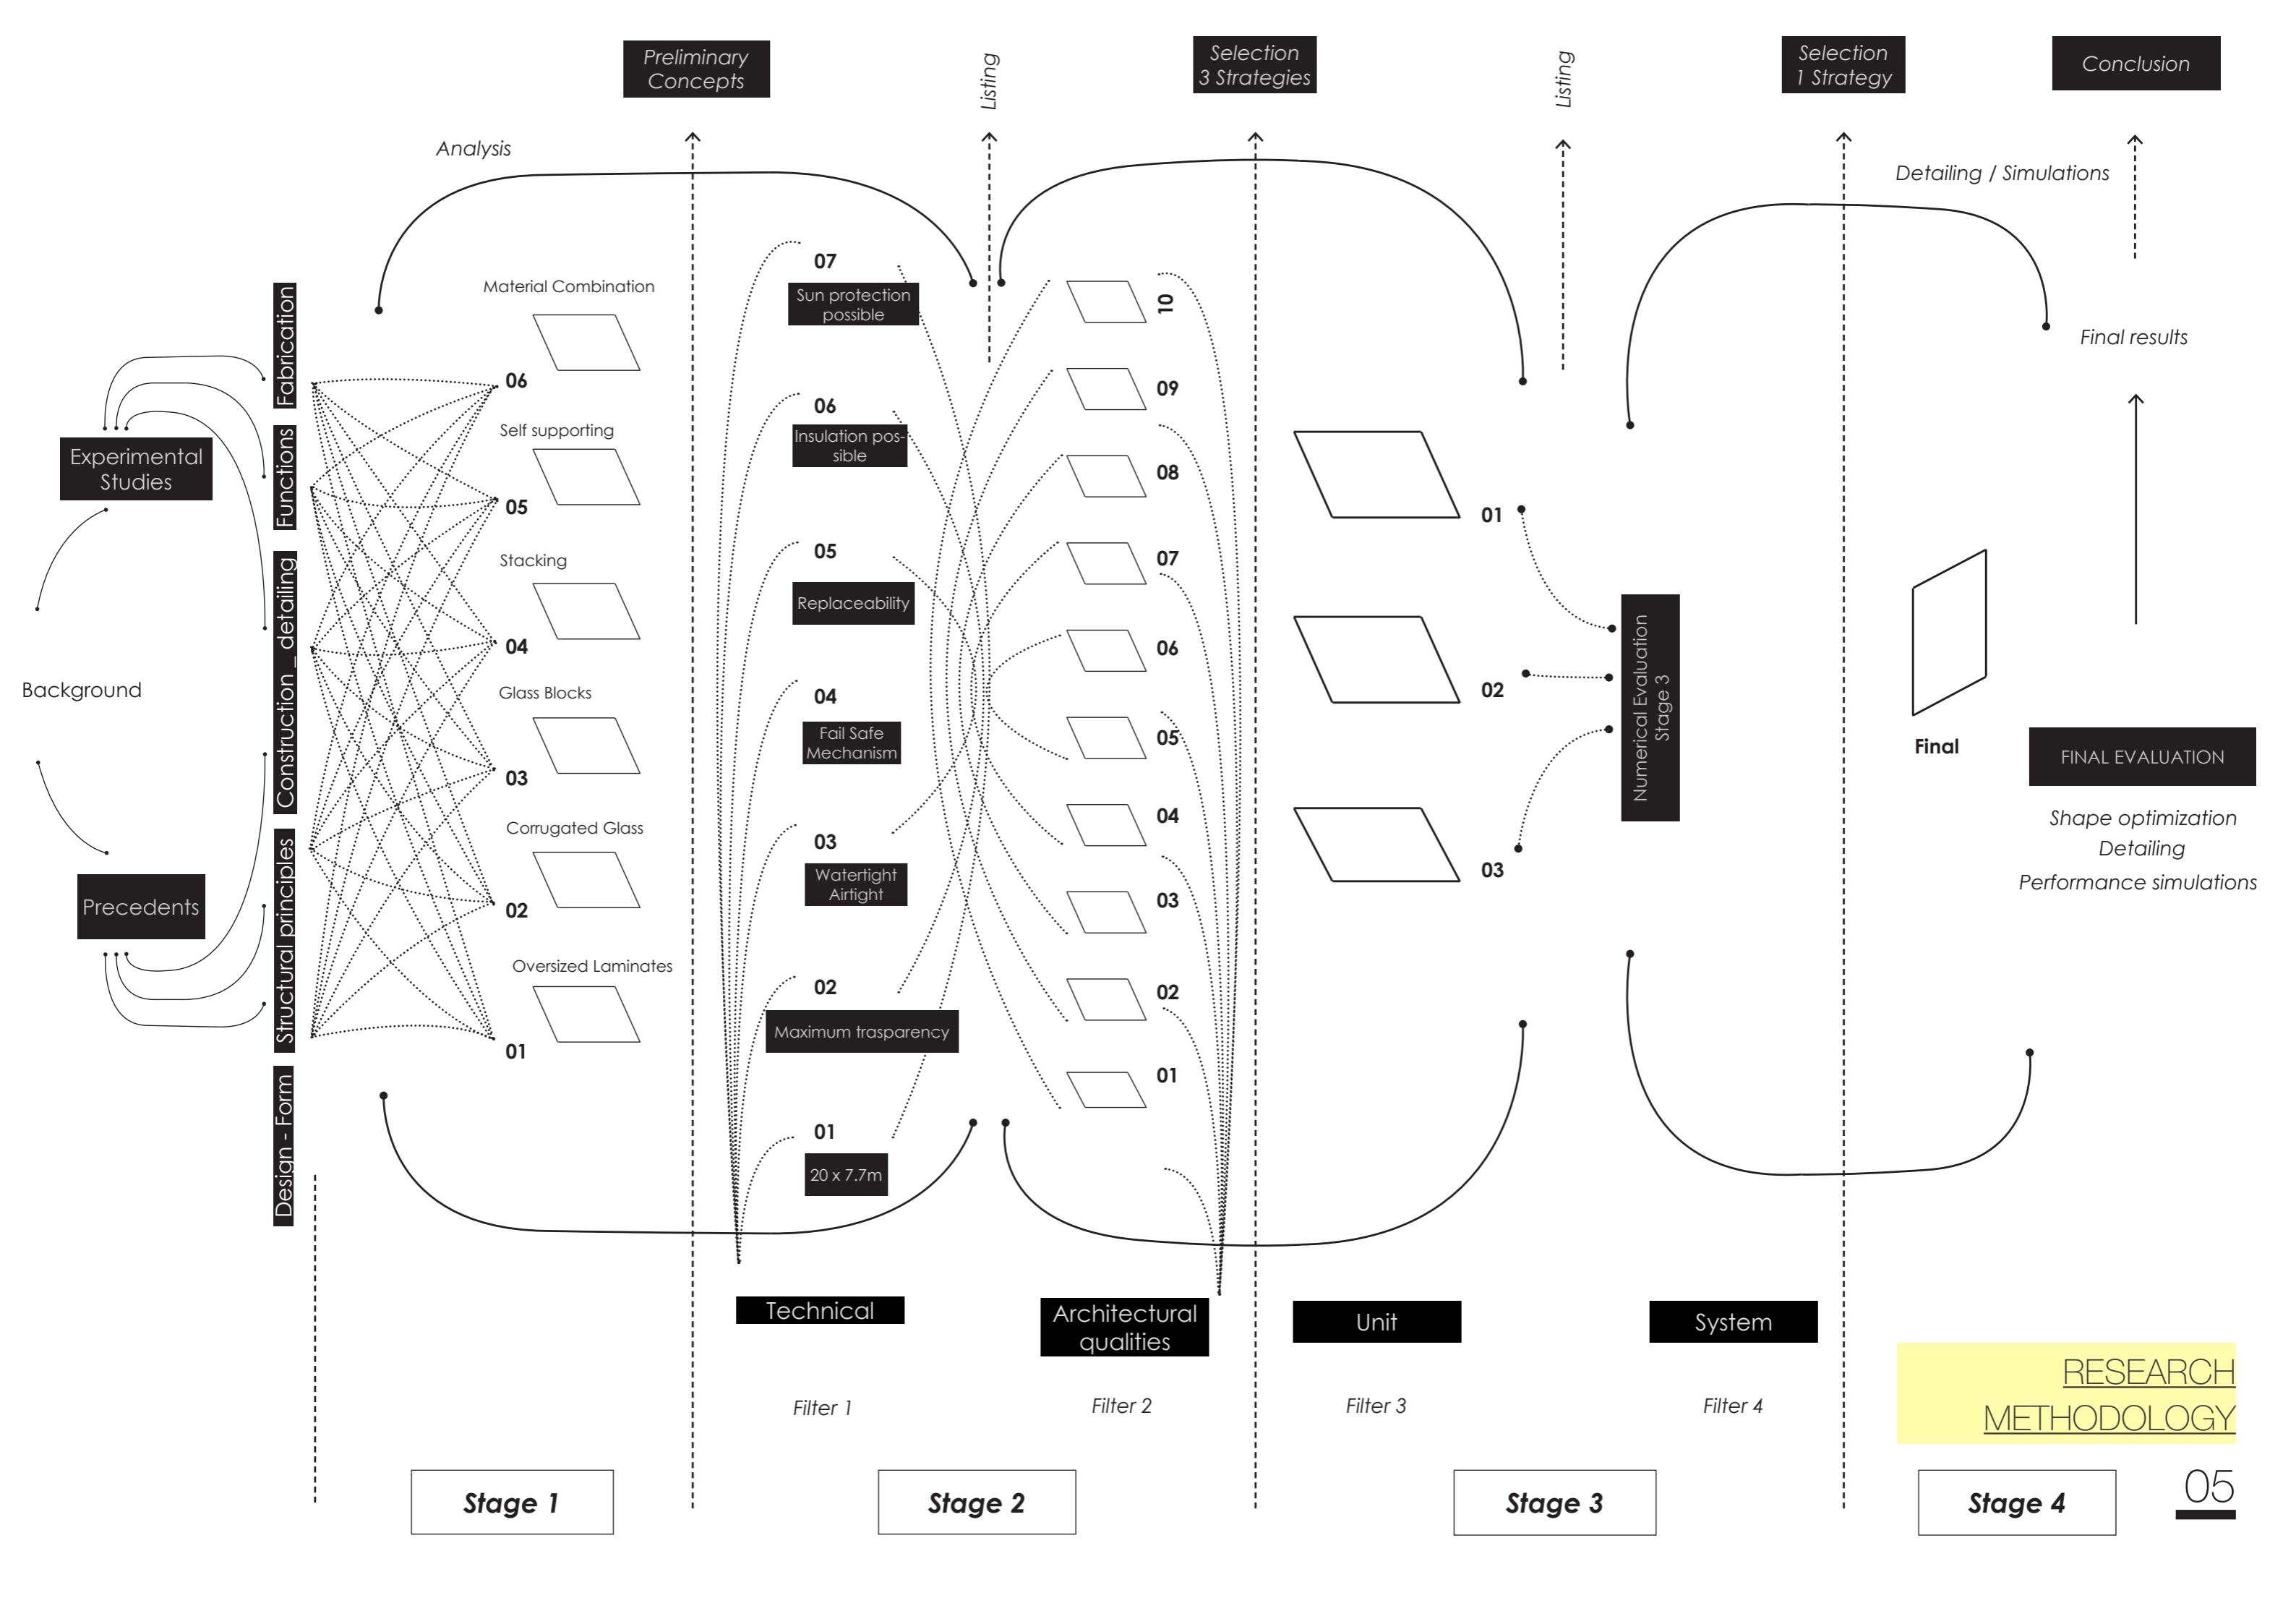 Preliminary
Concepts
Listing
Selection
3 Strategies
Listing
Selection
1 Strategy
Conclusion
Analysis
Detailing / Simulations
Background
Experimental
Studies
Precedents
Fabrication
Functions
Construction _ detailing
Structural principles
Design - Form
Material Combination
06
Self supporting
05
Stacking
04
Glass Blocks
03
Corrugated Glass
02
Oversized Laminates
01
07
Sun protection
possible
06
Insulation pos-
sible
05
Replaceability
04
Fail Safe
Mechanism
03
Watertight
Airtight
02
Maximum trasparency
01
20 x 7.7m
10
09
08
07
06
05
04
03
02
01
01
02
03
Numerical Evaluation
Stage 3
Final
Final results
FINAL EVALUATION
Shape optimization
Detailing
Performance simulations
Technical
Architectural
qualities
Unit
System
Filter 1
Filter 2
Filter 3
Filter 4
RESEARCH
METHODOLOGY
Stage 1
Stage 2
Stage 3
Stage 4
05